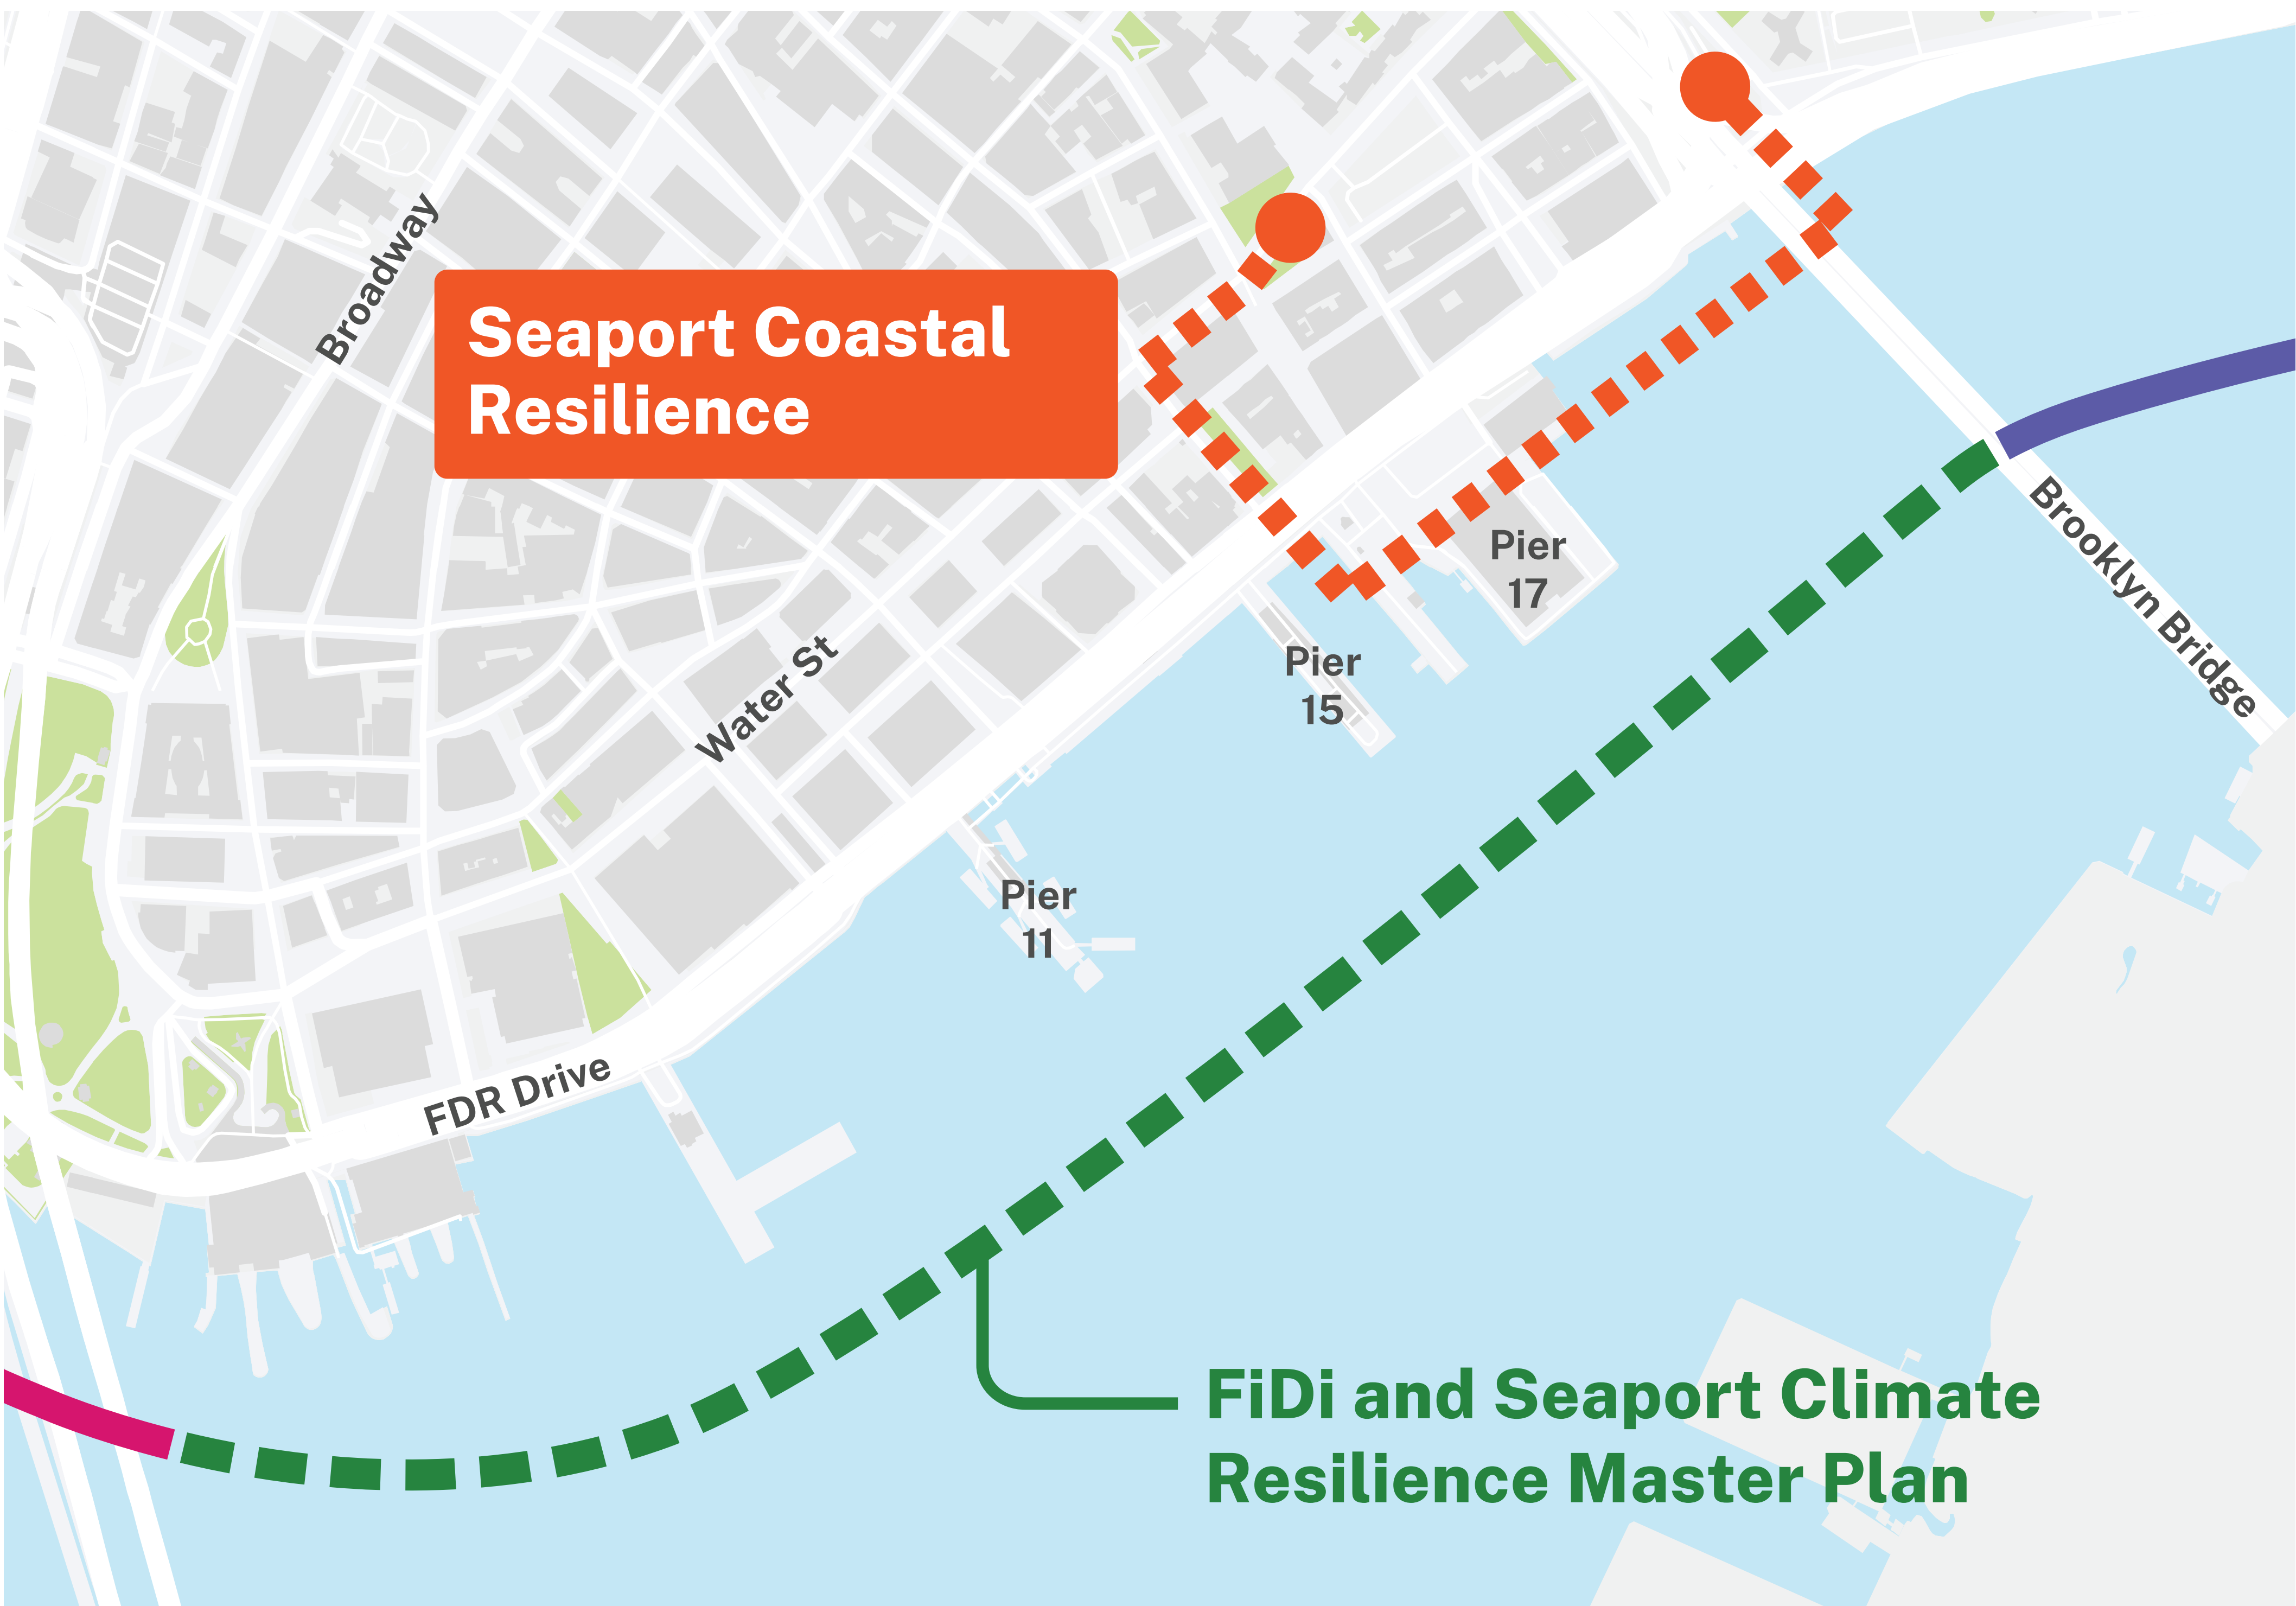 Broadway
Seaport Coastal
Resilience
Pier
17
Brooklyn Bridge
Pier
15
Water St
Pier
11
FDR Drive
FiDi and Seaport Climate
Resilience Master Plan